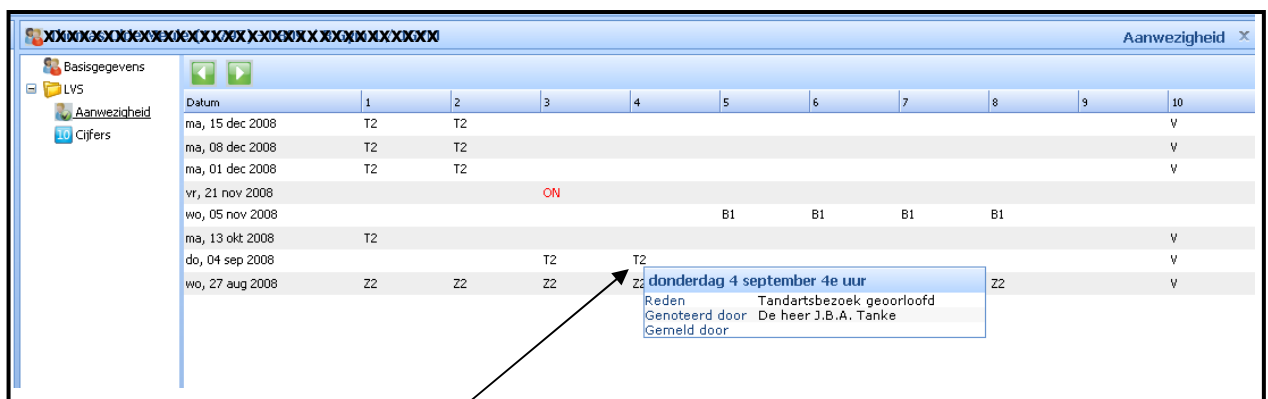 Aanwezigheid x
Basisgegevens
LVS
Aanwezigheid
10 Cijfers
Datum 1 2 3 4 5 6 7 8 9 10
ma, 15 dec 2008 T2 T2 V
ma, 08 dec 2008 T2 T2 V
ma, 01 dec 2008 T2 T2 V
vr, 21 nov 2008 ON
wo, 05 nov 2008 B1 B1 B1 B1
ma, 13 okt 2008 T2 V
do, 04 sep 2008 T2 T2 V
wo, 27 aug 2008 Z2 Z2 Z2 Z2 Z2 V
donderdag 4 september 4e uur
Reden Tandartsbezoek geoorloofd
Genoteerd door De heer J.B.A. Tanke
Gemeld door